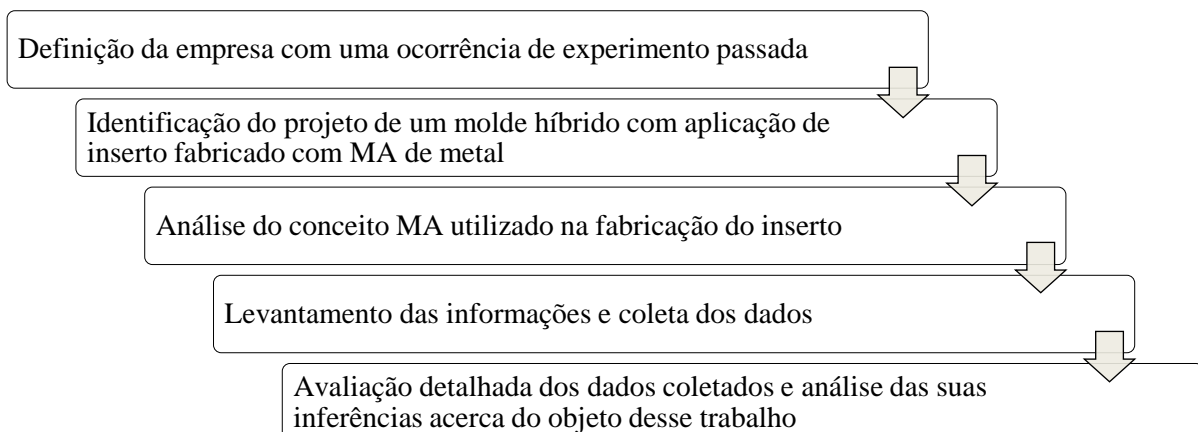 Definição da empresa com uma ocorrência de experimento passada
Identificação do projeto de um molde híbrido com aplicação de
inserto fabricado com MA de metal
Análise do conceito MA utilizado na fabricação do inserto
Levantamento das informações e coleta dos dados
Avaliação detalhada dos dados coletados e análise das suas
inferências acerca do objeto desse trabalho